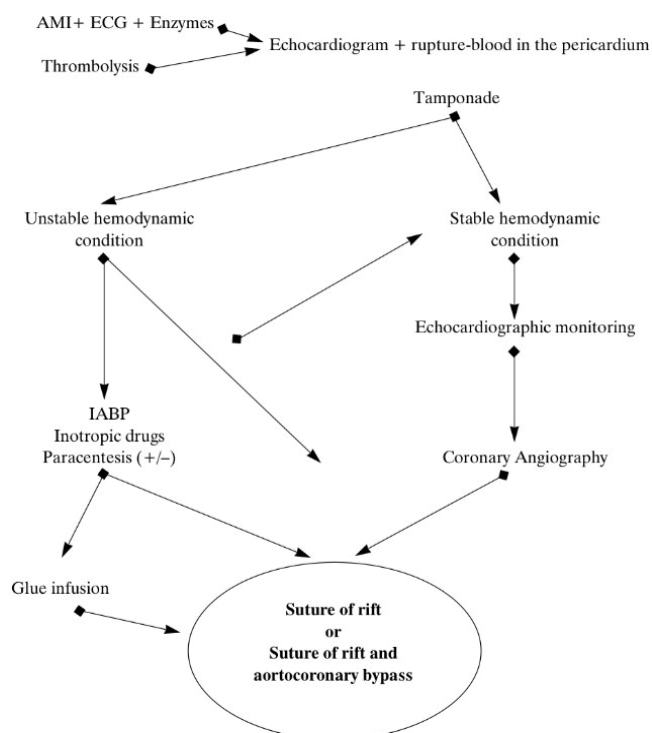 AMI+ ECG + Enzymes
Echocardiogram + rupture-blood in the pericardium
Thrombolysis
Tamponade
Unstable hemodynamic
condition
Stable hemodynamic
condition
Echocardiographic monitoring
IABP
Inotropic drugs
Paracentesis (+/–)
Coronary Angiography
Glue infusion
Suture of rift
or
Suture of rift and
aortocoronary bypass